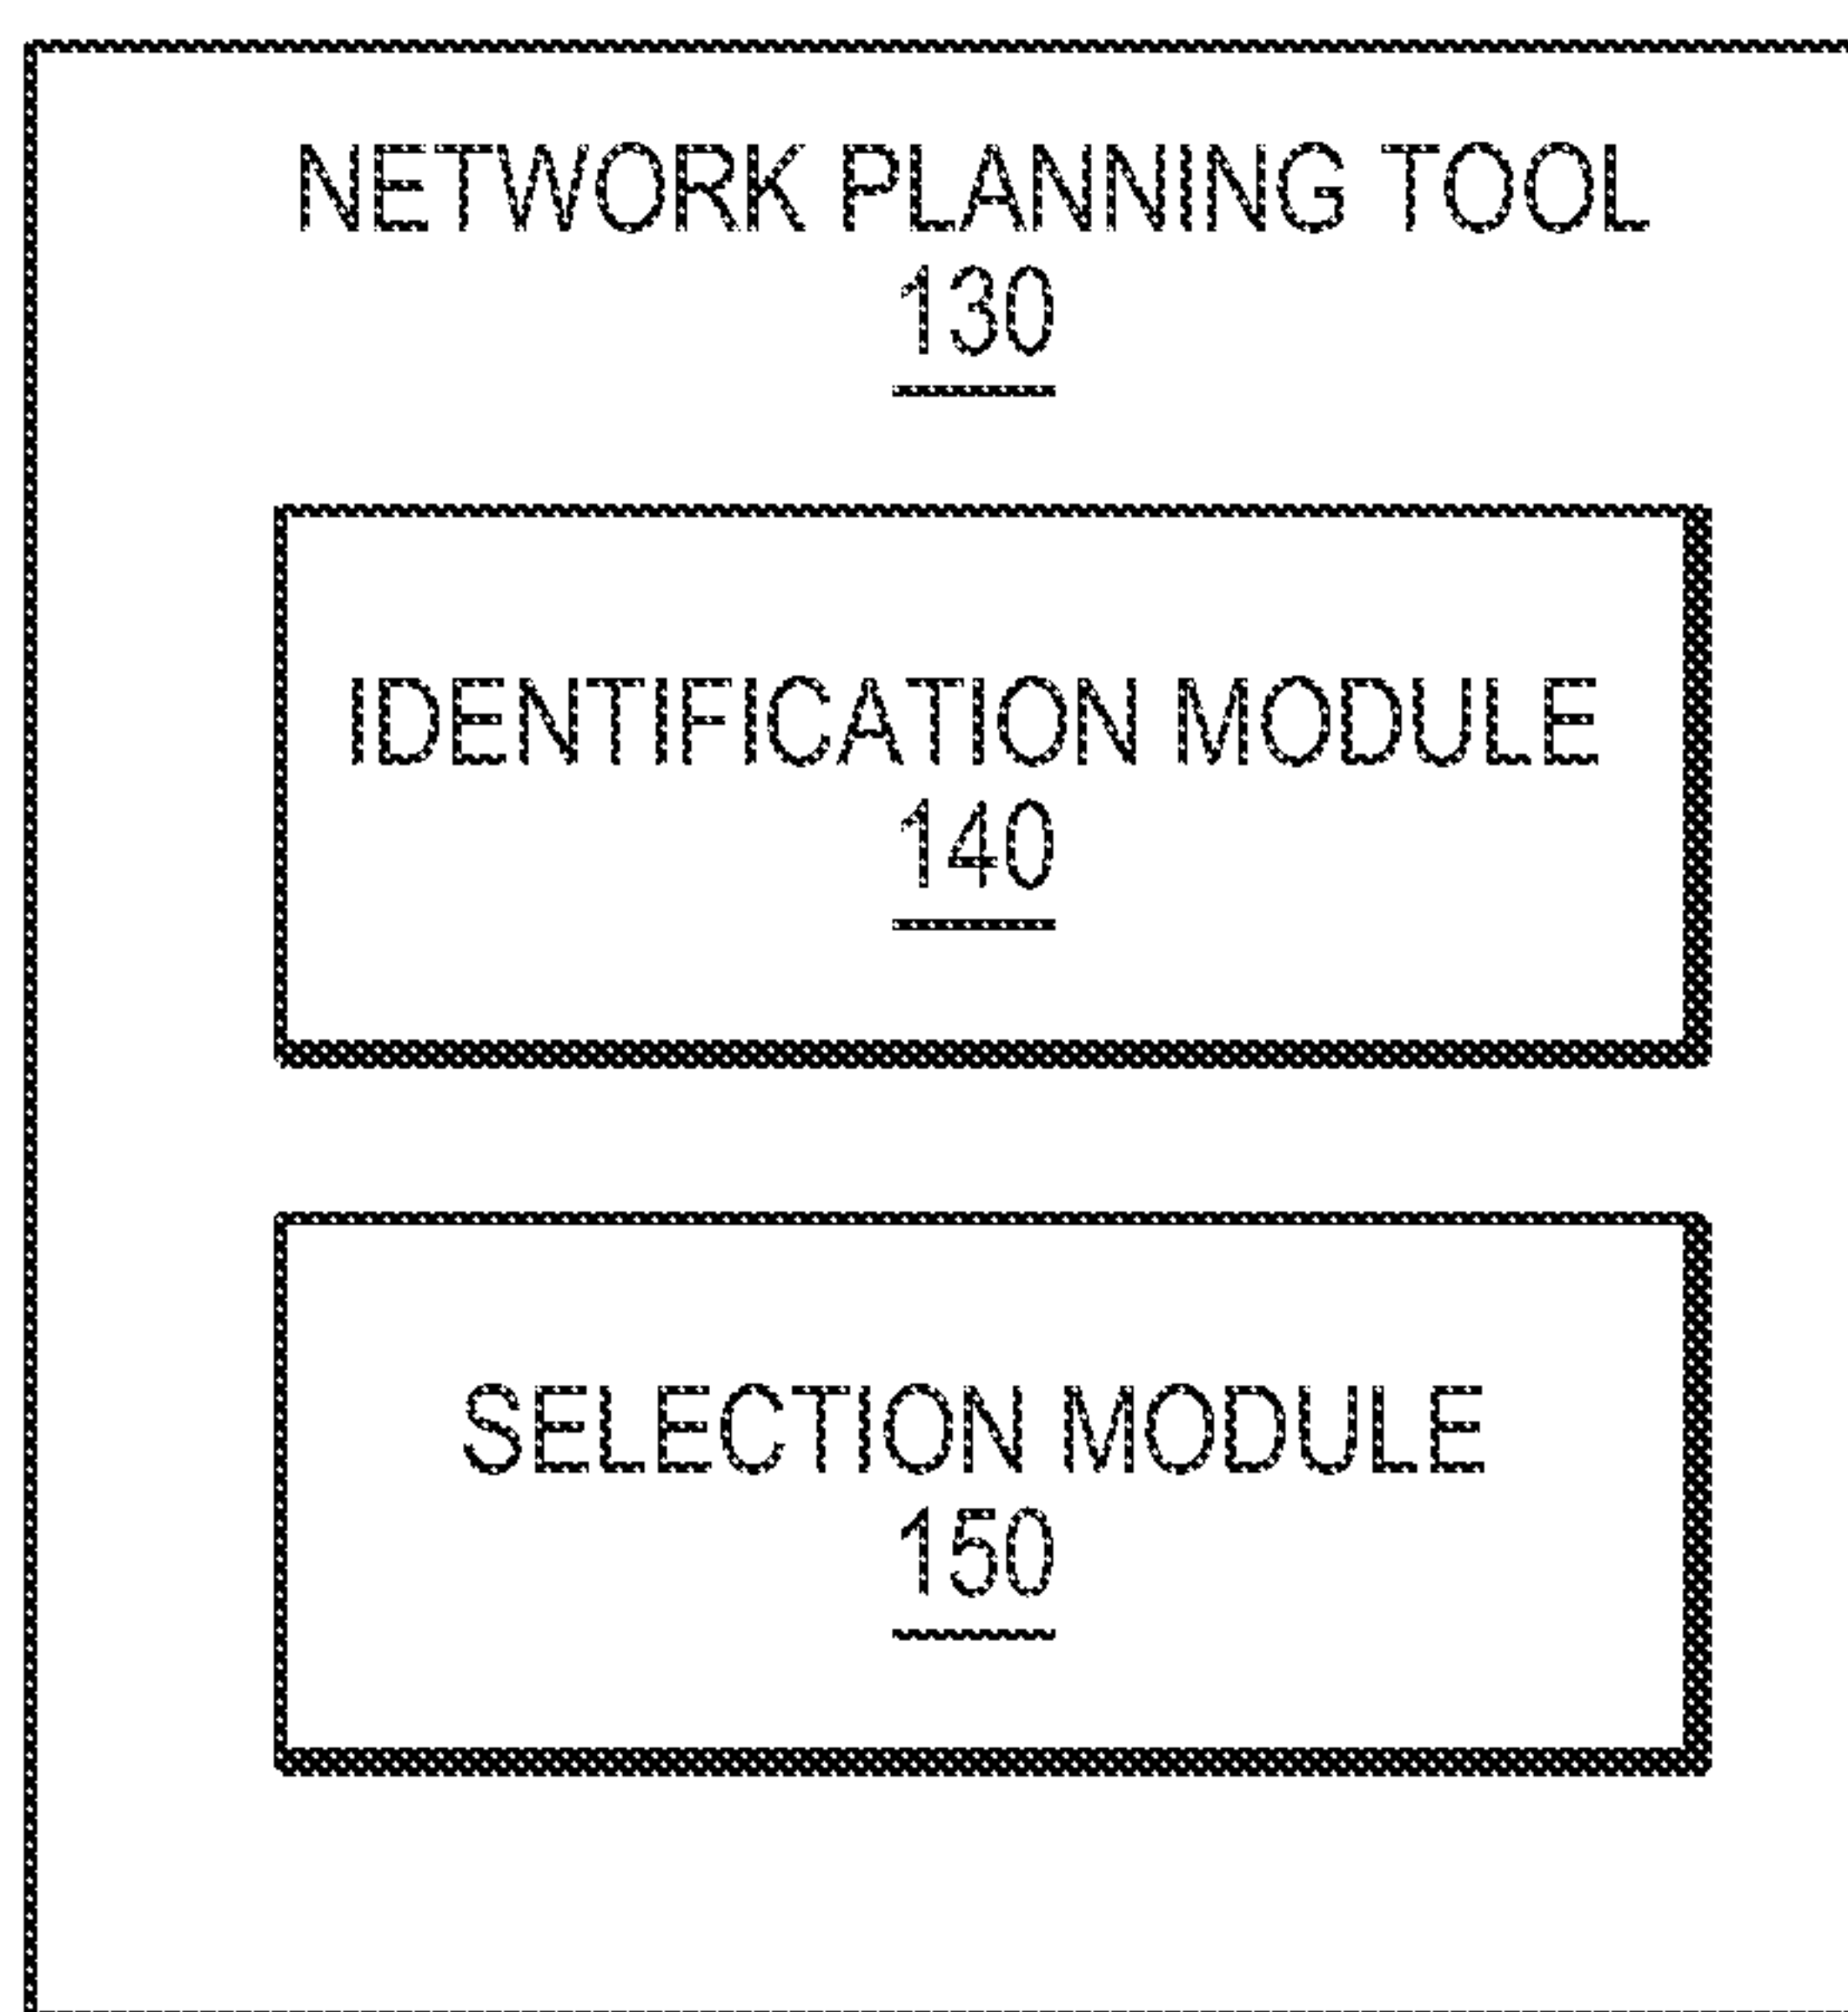 NETWORK PLANNING TOOL
130
IDENTIFICATION MODULE
140
SELECTION MODULE
150